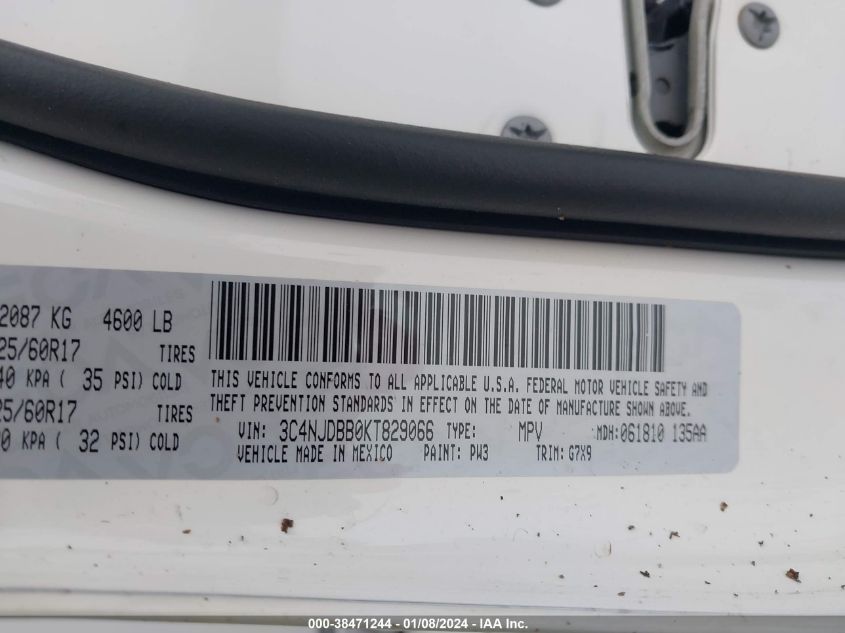 2087 KG 4600 LB
25/60R17 TIRES
40 KPA ( 35 PSI) COLD
25/60R17 TIRES
0 KPA ( 32 PSI) COLD
THIS VEHICLE CONFORMS TO ALL APPLICABLE U.S.A. FEDERAL MOTOR VEHICLE SAFETY AND
THEFT PREVENTION STANDARDS IN EFFECT ON THE DATE OF MANUFACTURE SHOWN ABOVE.
VIN: 3C4NJDBB0KT829066 TYPE: MPV MDH:061810 135AA
VEHICLE MADE IN MEXICO PAINT: PW3 TRIM: G7X9
000-38471244 - 01/08/2024 - IAA Inc.